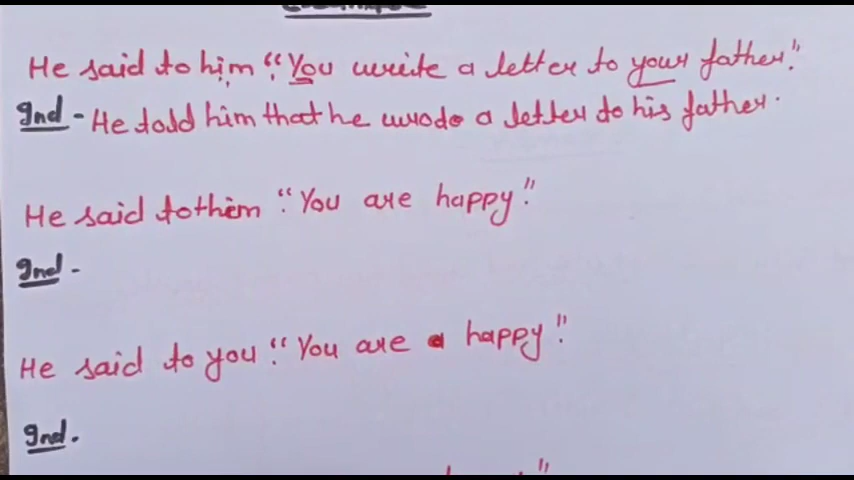 He said to him “You write a letter to your father.”
Ind - He told him that he wrote a letter to his father.
He said to them “You are happy.”
Ind -
He said to you “You are happy.”
Ind.